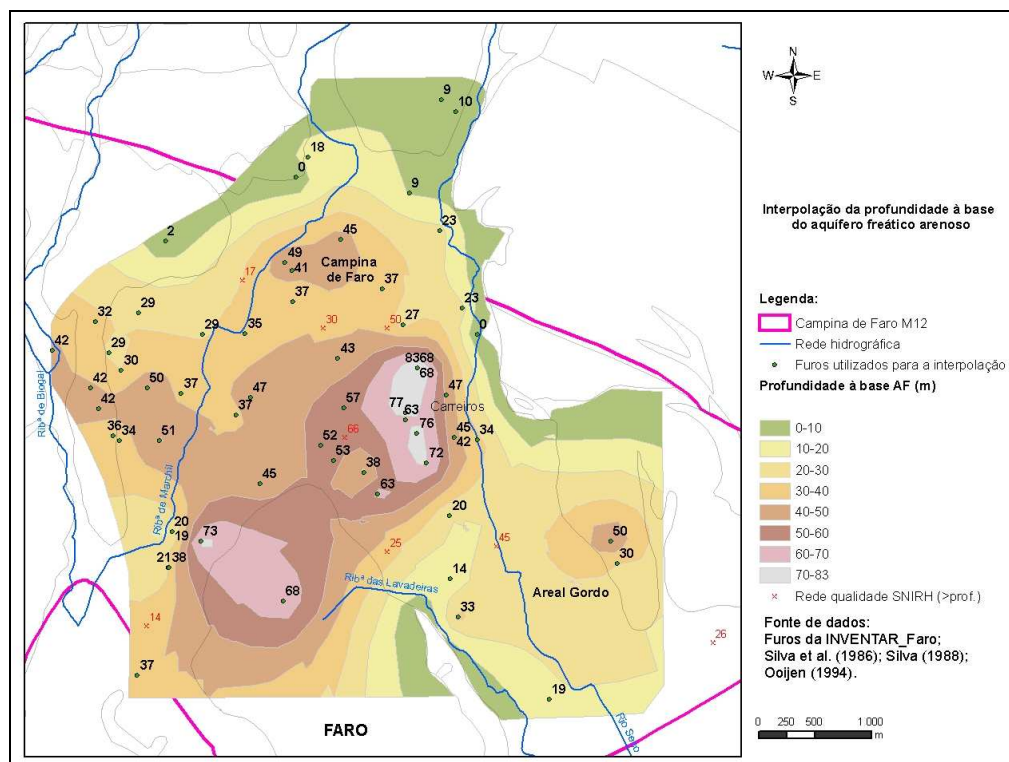 9
10
18
0
9
2
23
45
49
Campina
de Faro
41
17
37
37
32
29
23
30
50
27
0
29
35
42
29
30
43
8368
68
42
50
37
47
47
57
77
63
Carreiros
42
37
76
45
34
36
34
51
66
52
42
53
72
38
45
63
20
20
19
73
25
45
50
30
2138
14
Areal Gordo
68
33
14
37
19
26
Ribª de Biogal
Ribª de Marchil
Ribª das Lavadeiras
Rio Seco
FARO
N
W E
S
Interpolação da profundidade à base
do aquífero freático arenoso
Legenda:
Campina de Faro M12
Rede hidrográfica
Furos utilizados para a interpolação
Profundidade à base AF (m)
0-10
10-20
20-30
30-40
40-50
50-60
60-70
70-83
Rede qualidade SNIRH (>prof.)
Fonte de dados:
Furos da INVENTAR_Faro;
Silva et al. (1986); Silva (1988);
Ooijen (1994).
0 250 500 1 000
m